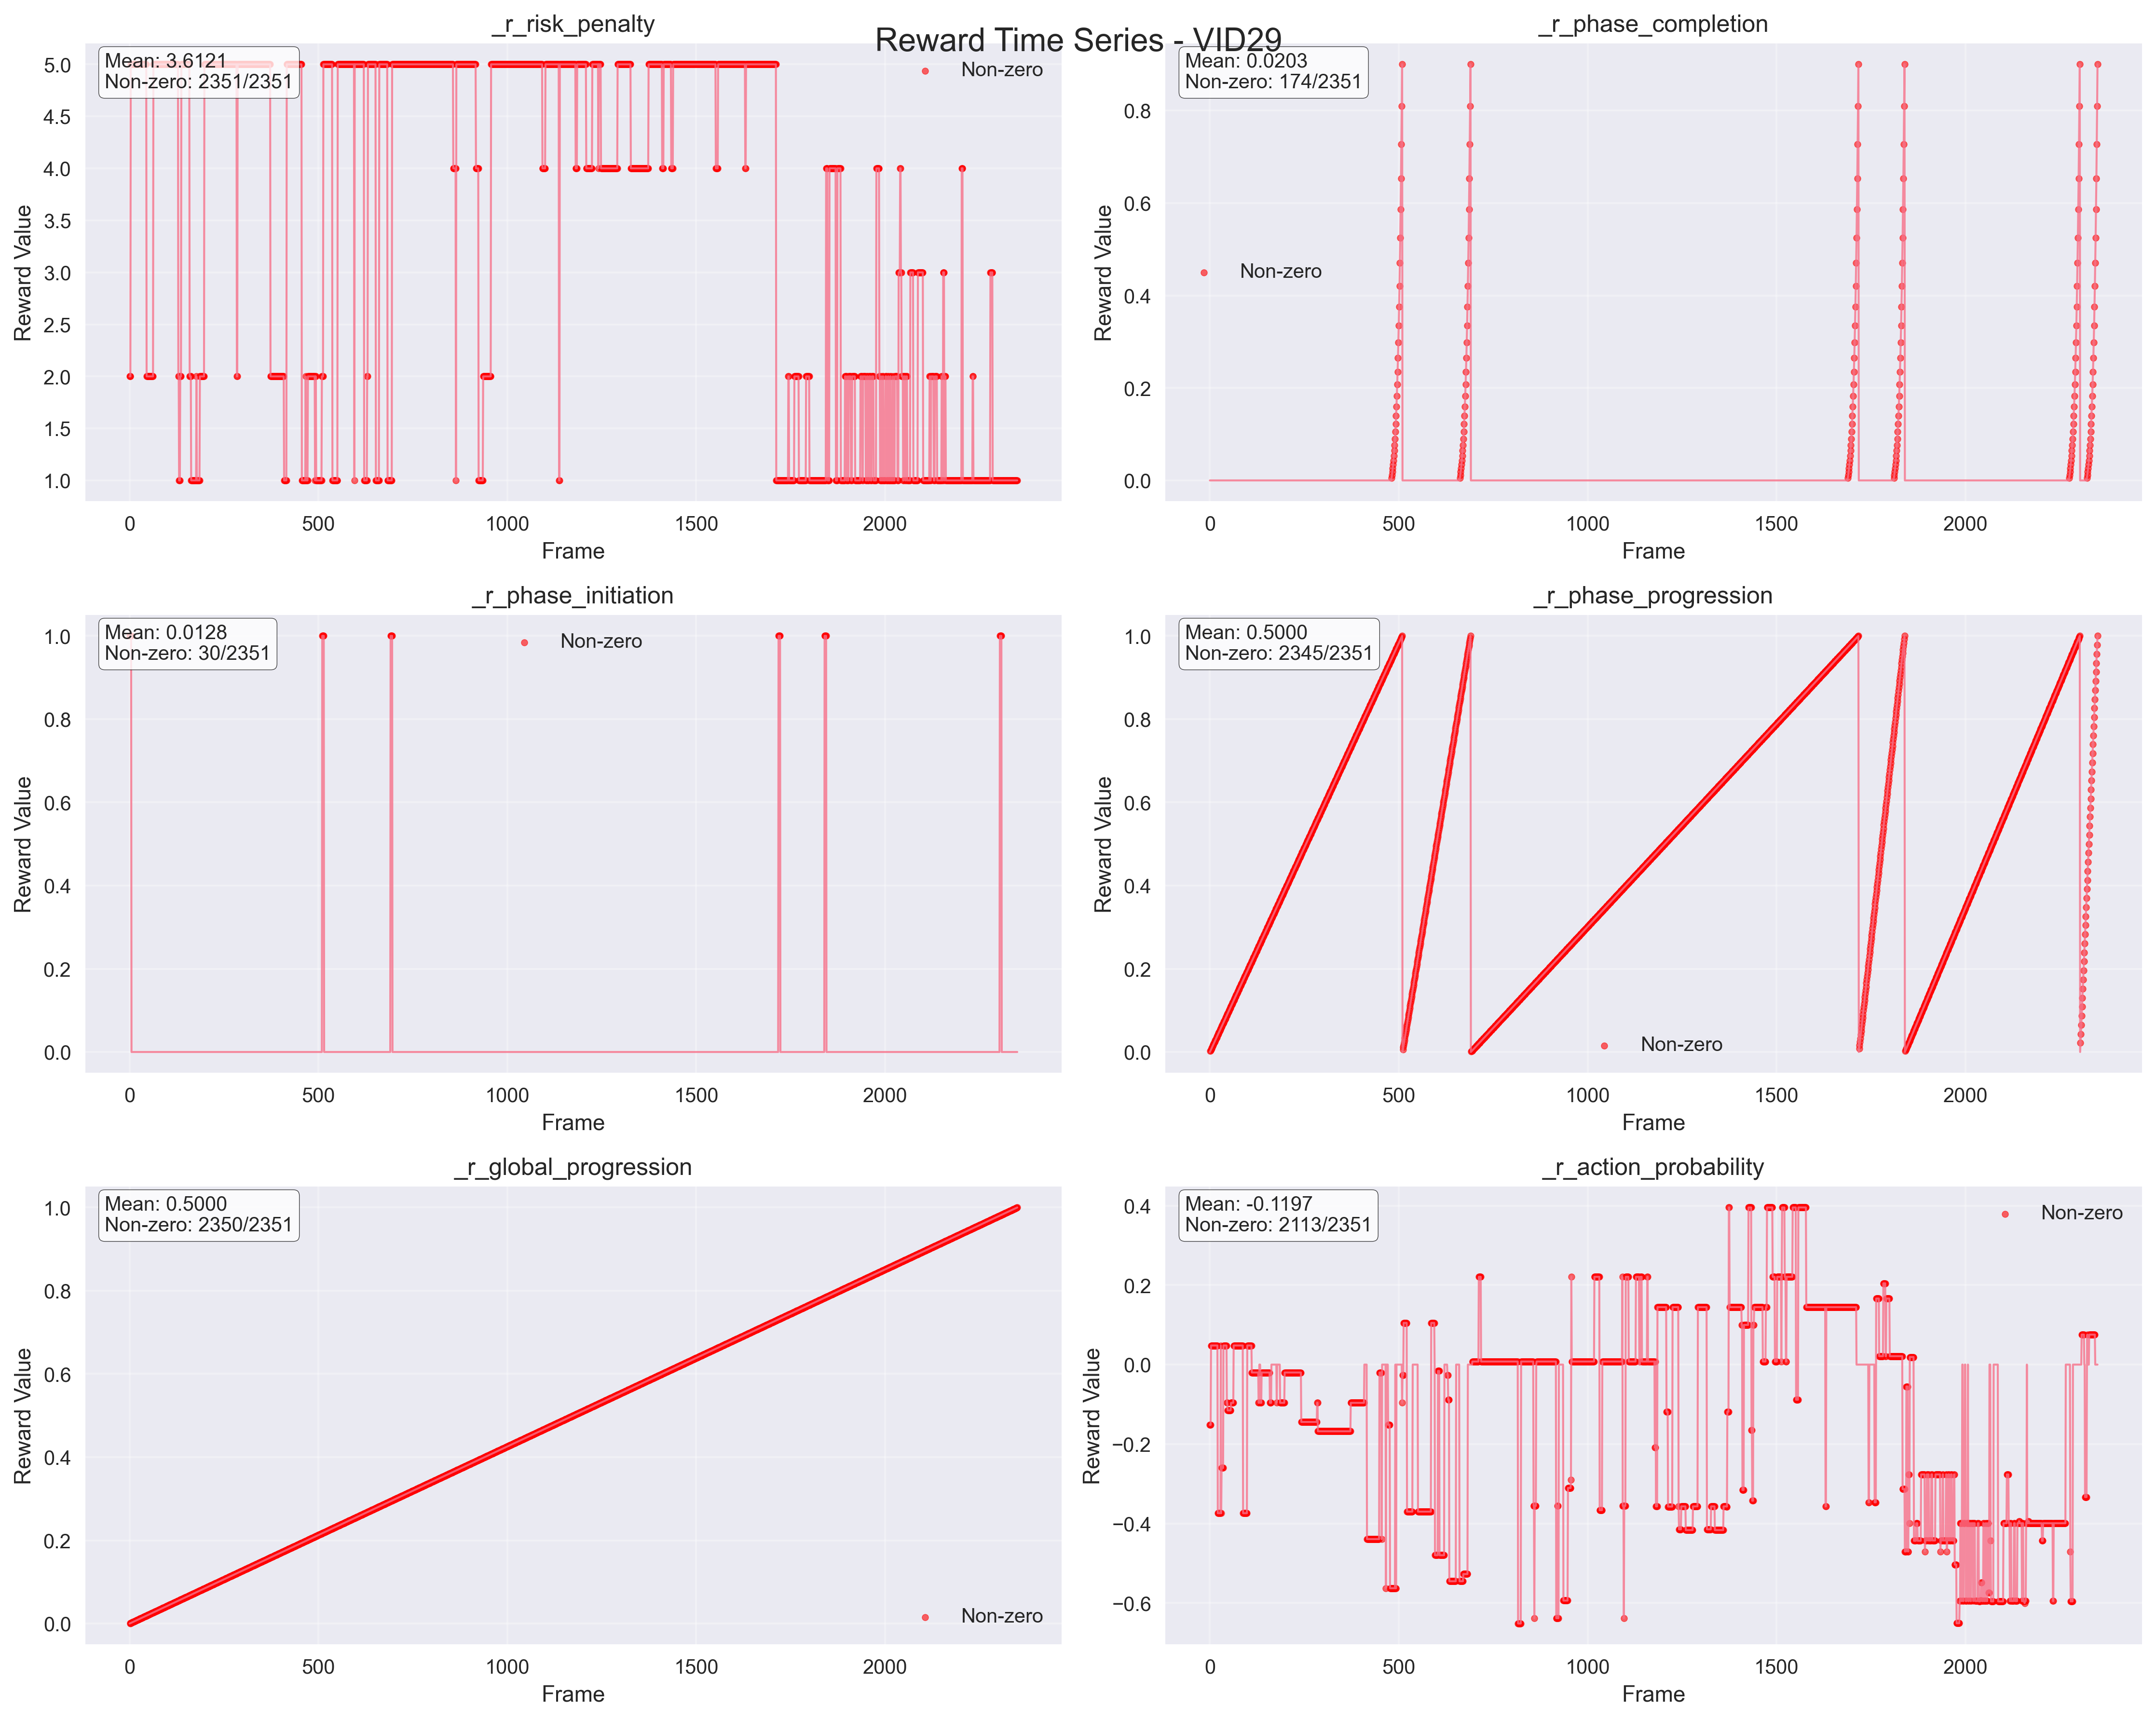 Reward Time Series - VID29
_r_risk_penalty
Mean: 3.6121
Non-zero: 2351/2351
Non-zero
Reward Value
5.0
4.5
4.0
3.5
3.0
2.5
2.0
1.5
1.0
0 500 1000 1500 2000
Frame
_r_phase_completion
Mean: 0.0203
Non-zero: 174/2351
Non-zero
Reward Value
0.8
0.6
0.4
0.2
0.0
0 500 1000 1500 2000
Frame
_r_phase_initiation
Mean: 0.0128
Non-zero: 30/2351
Non-zero
Reward Value
1.0
0.8
0.6
0.4
0.2
0.0
0 500 1000 1500 2000
Frame
_r_phase_progression
Mean: 0.5000
Non-zero: 2345/2351
Non-zero
Reward Value
1.0
0.8
0.6
0.4
0.2
0.0
0 500 1000 1500 2000
Frame
_r_global_progression
Mean: 0.5000
Non-zero: 2350/2351
Non-zero
Reward Value
1.0
0.8
0.6
0.4
0.2
0.0
0 500 1000 1500 2000
Frame
_r_action_probability
Mean: -0.1197
Non-zero: 2113/2351
Non-zero
Reward Value
0.4
0.2
0.0
−0.2
−0.4
−0.6
0 500 1000 1500 2000
Frame